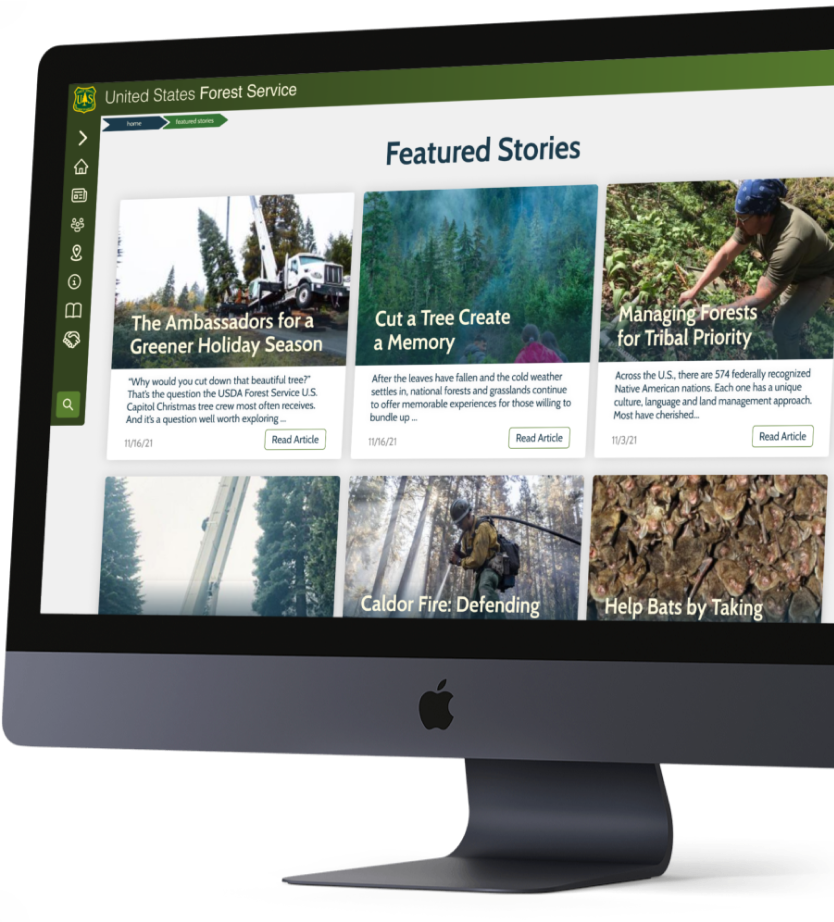 United States Forest Service
home
featured stories
Featured Stories
The Ambassadors for a
Greener Holiday Season
"Why would you cut down that beautiful tree?"
That's the question the USDA Forest Service U.S.
Capitol Christmas tree crew most often receives.
And it's a question well worth exploring ...
11/16/21
Read Article
Cut a Tree Create
a Memory
After the leaves have fallen and the cold weather
settles in, national forests and grasslands continue
to offer memorable experiences for those willing to
bundle up ...
11/16/21
Read Article
Managing Forests
for Tribal Priority
Across the U.S., there are 574 federally recognized
Native American nations. Each one has a unique
culture, language and land management approach.
Most have cherished...
11/3/21
Read Article
Caldor Fire: Defending
Help Bats by Taking